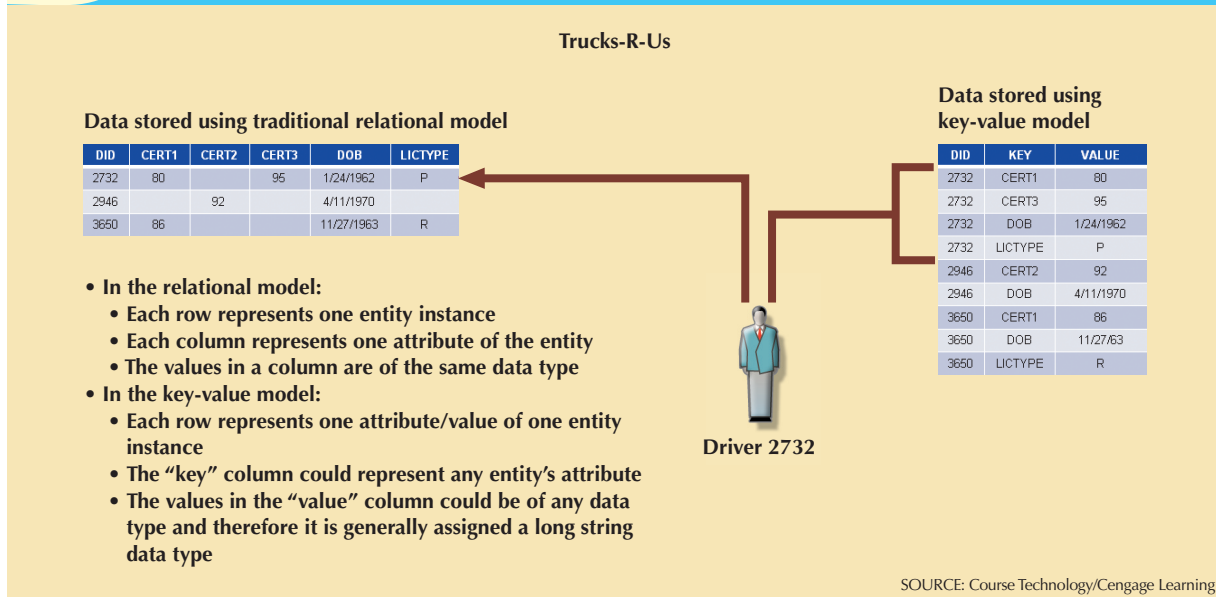 Trucks-R-Us
Data stored using traditional relational model
DID CERT1 CERT2 CERT3 DOB LICTYPE
2732 80 95 1/24/1962 P
2946 92 4/11/1970
3650 86 11/27/1963 R
• In the relational model:
• Each row represents one entity instance
• Each column represents one attribute of the entity
• The values in a column are of the same data type
• In the key-value model:
• Each row represents one attribute/value of one entity
instance
• The “key” column could represent any entity’s attribute
• The values in the “value” column could be of any data
type and therefore it is generally assigned a long string
data type
Driver 2732
Data stored using
key-value model
DID KEY VALUE
2732 CERT1 80
2732 CERT3 95
2732 DOB 1/24/1962
2732 LICTYPE P
2946 CERT2 92
2946 DOB 4/11/1970
3650 CERT1 86
3650 DOB 11/27/63
3650 LICTYPE R
SOURCE: Course Technology/Cengage Learning